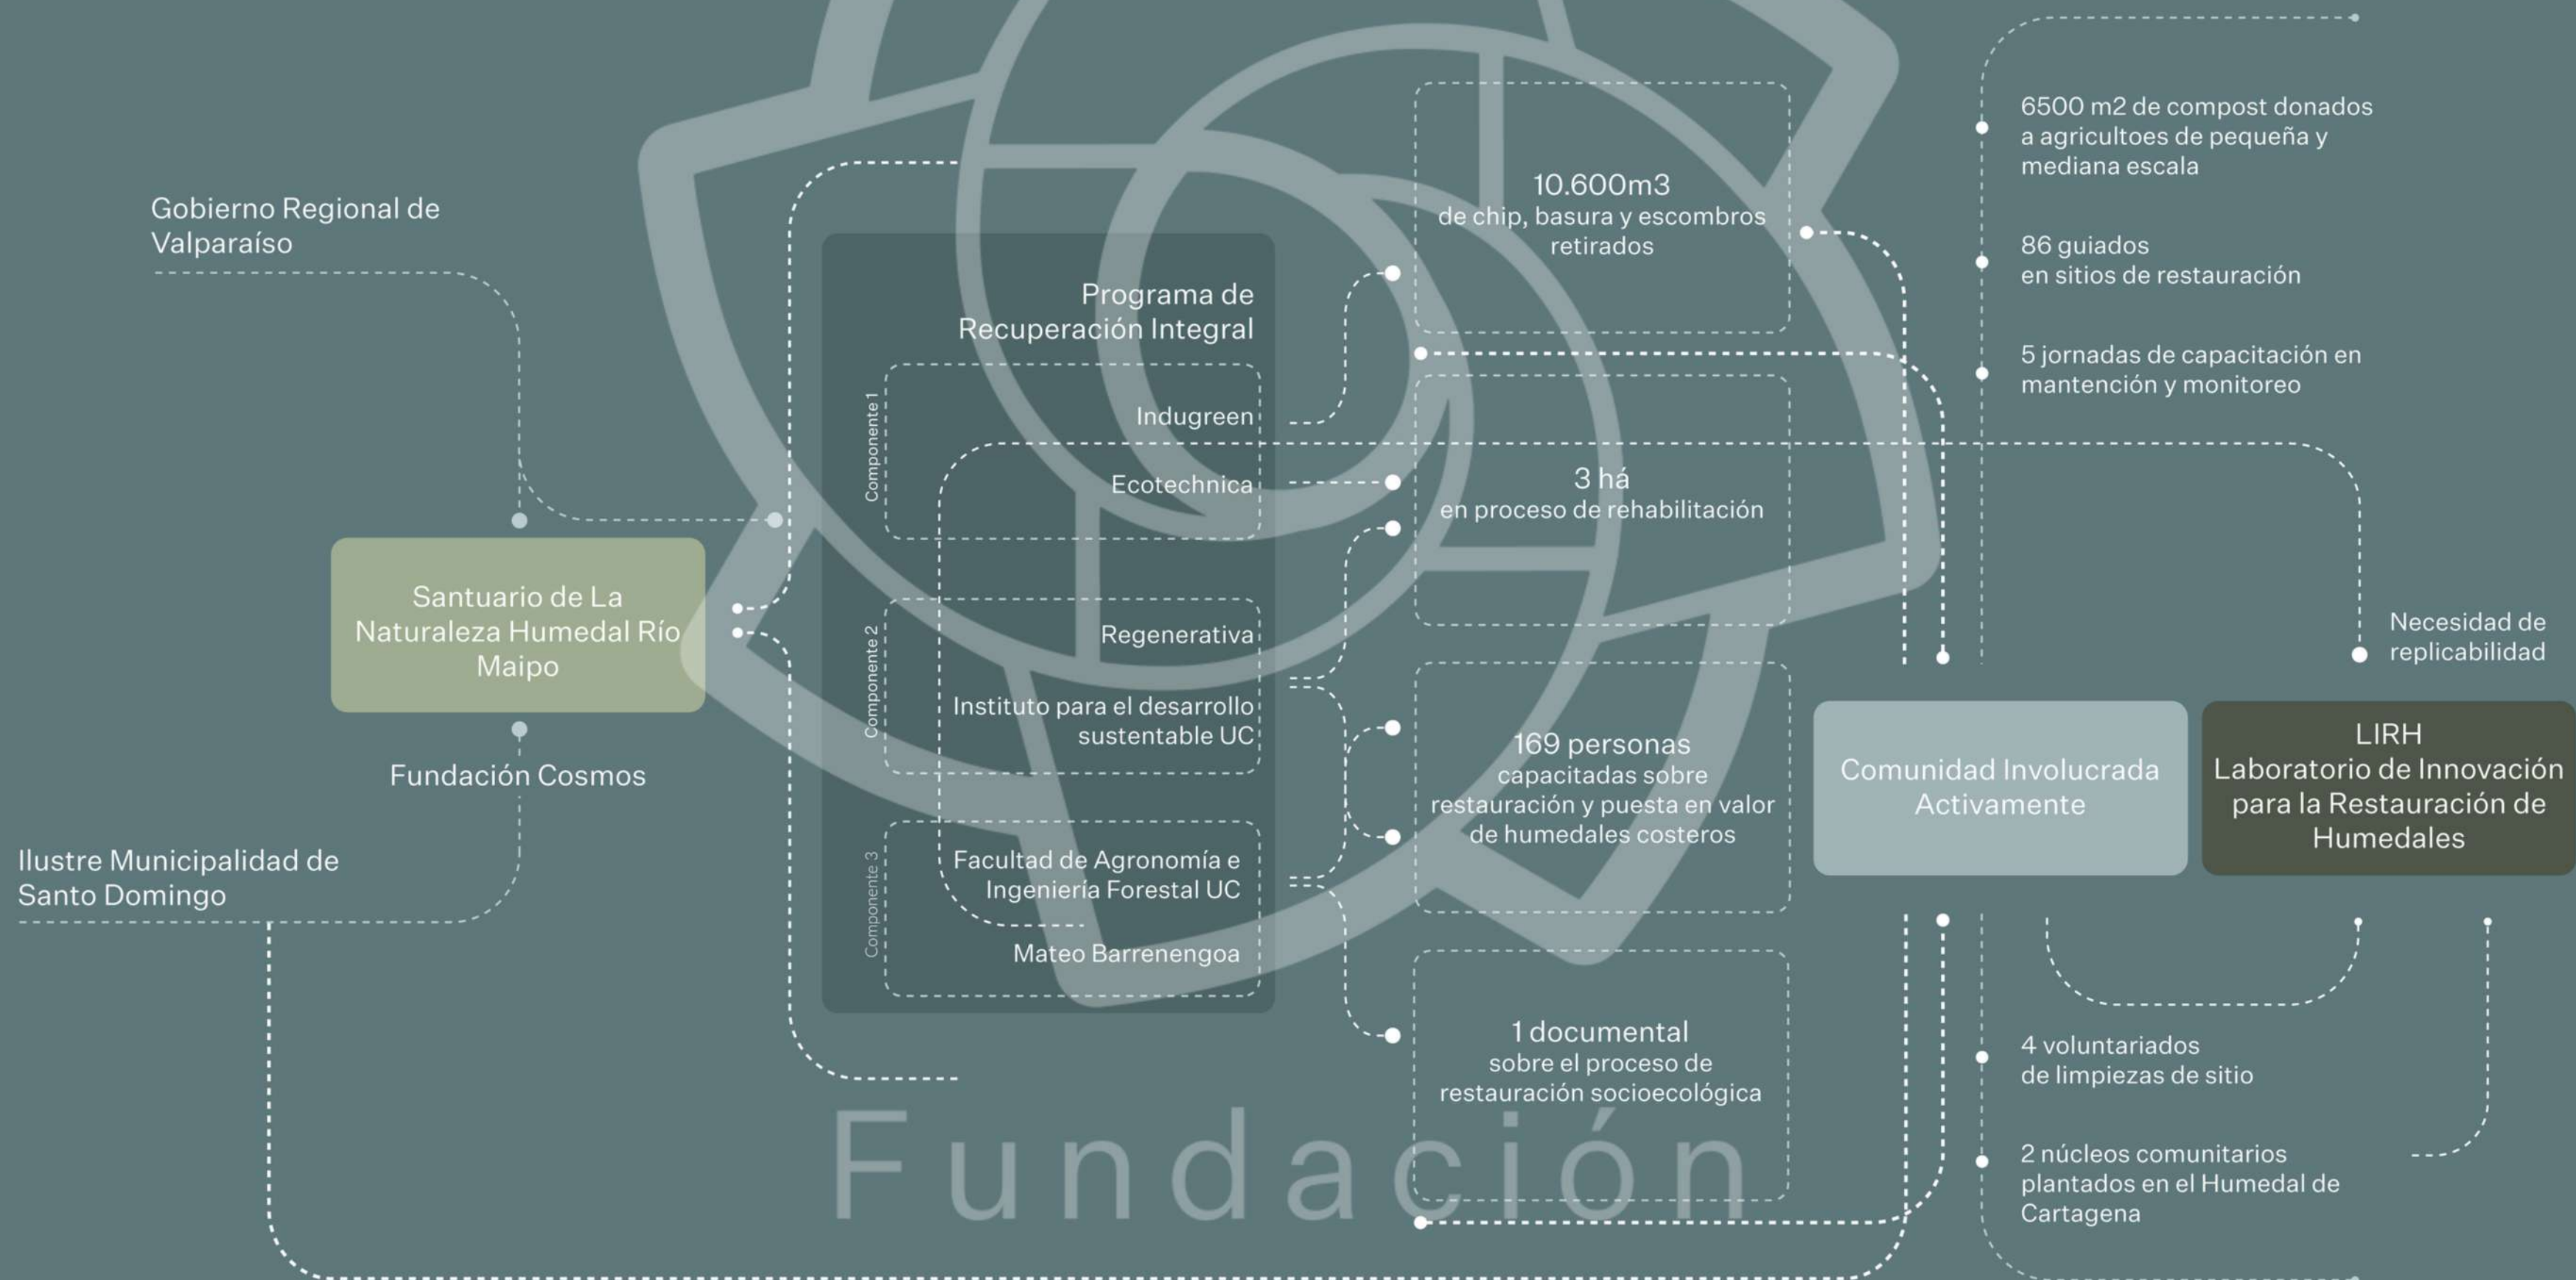 Gobierno Regional de
Valparaíso
Santuario de La
Naturaleza Humedal Río
Maipo
Fundación Cosmos
Ilustre Municipalidad de
Santo Domingo
Programa de
Recuperación Integral
Componente 1
Indugreen
Ecotechnica
Componente 2
Regenerativa
Instituto para el desarrollo
sustentable UC
Componente 3
Facultad de Agronomía e
Ingeniería Forestal UC
Mateo Barrenengoa
10.600m3
de chip, basura y escombros
retirados
3 há
en proceso de rehabilitación
169 personas
capacitadas sobre
restauración y puesta en valor
de humedales costeros
1 documental
sobre el proceso de
restauración socioecológica
Fundación
6500 m2 de compost donados
a agricultoes de pequeña y
mediana escala
86 guiados
en sitios de restauración
5 jornadas de capacitación en
mantención y monitoreo
Necesidad de
replicabilidad
Comunidad Involucrada
Activamente
LIRH
Laboratorio de Innovación
para la Restauración de
Humedales
4 voluntariados
de limpiezas de sitio
2 núcleos comunitarios
plantados en el Humedal de
Cartagena